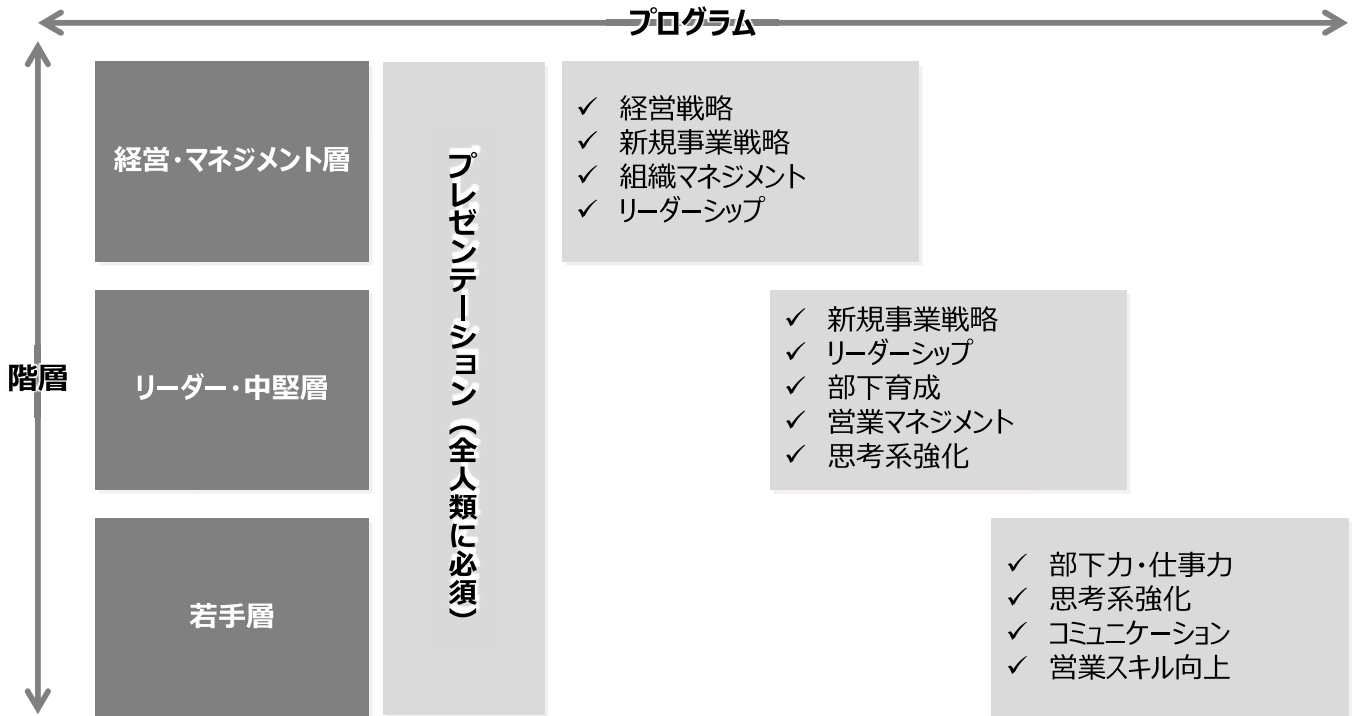 プログラム
階層
経営・マネジメント層
プレゼンテーション（全人類に必須）
✓ 経営戦略
✓ 新規事業戦略
✓ 組織マネジメント
✓ リーダーシップ
リーダー・中堅層
✓ 新規事業戦略
✓ リーダーシップ
✓ 部下育成
✓ 営業マネジメント
✓ 思考系強化
若手層
✓ 部下力・仕事力
✓ 思考系強化
✓ コミュニケーション
✓ 営業スキル向上